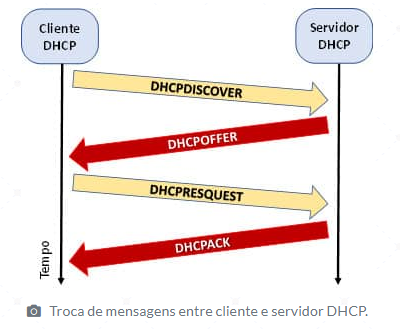 Cliente
DHCP
Servidor
DHCP
DHCPDISCOVER
DHCPOFFER
DHCPRESQUEST
DHCPACK
Tempo
Troca de mensagens entre cliente e servidor DHCP.